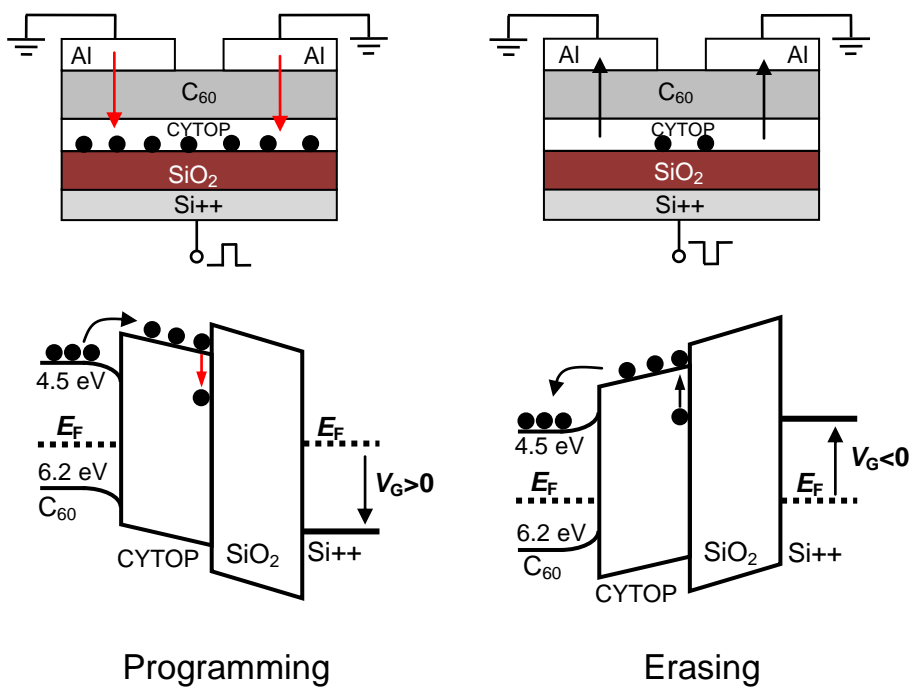 Al Al
C60
CYTOP
SiO2
Si++
Al Al
C60
CYTOP
SiO2
Si++
4.5 eV
EF
6.2 eV
C60
CYTOP
SiO2
EF
VG>0
Si++
4.5 eV
EF
6.2 eV
C60
CYTOP
SiO2
EF
VG<0
Si++
Programming
Erasing